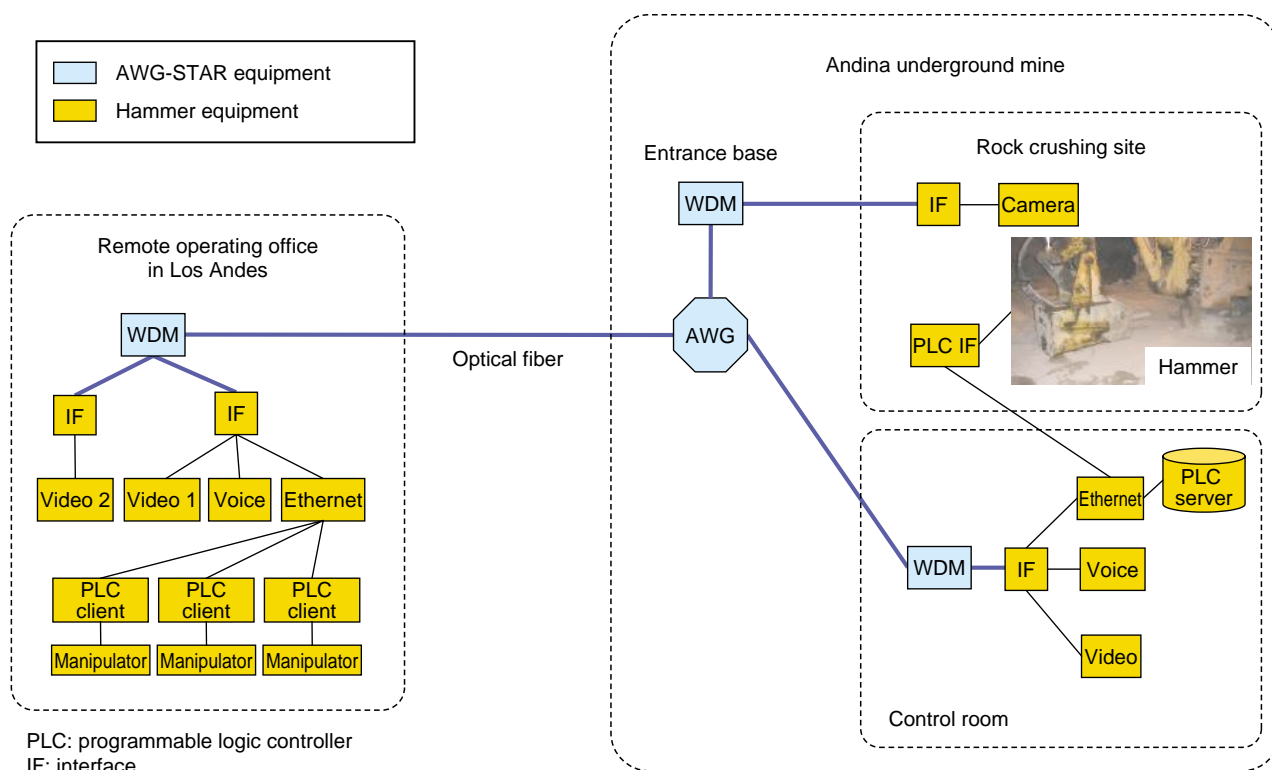 AWG-STAR equipment
Hammer equipment
Andina underground mine
Entrance base
Rock crushing site
WDM
IF
Camera
Remote operating office
in Los Andes
WDM
Optical fiber
AWG
PLC IF
Hammer
IF
IF
Video 2
Video 1
Voice
Ethernet
PLC
client
PLC
client
PLC
client
Manipulator
Manipulator
Manipulator
Ethernet
PLC
server
WDM
IF
Voice
Video
Control room
PLC: programmable logic controller
IF: interface